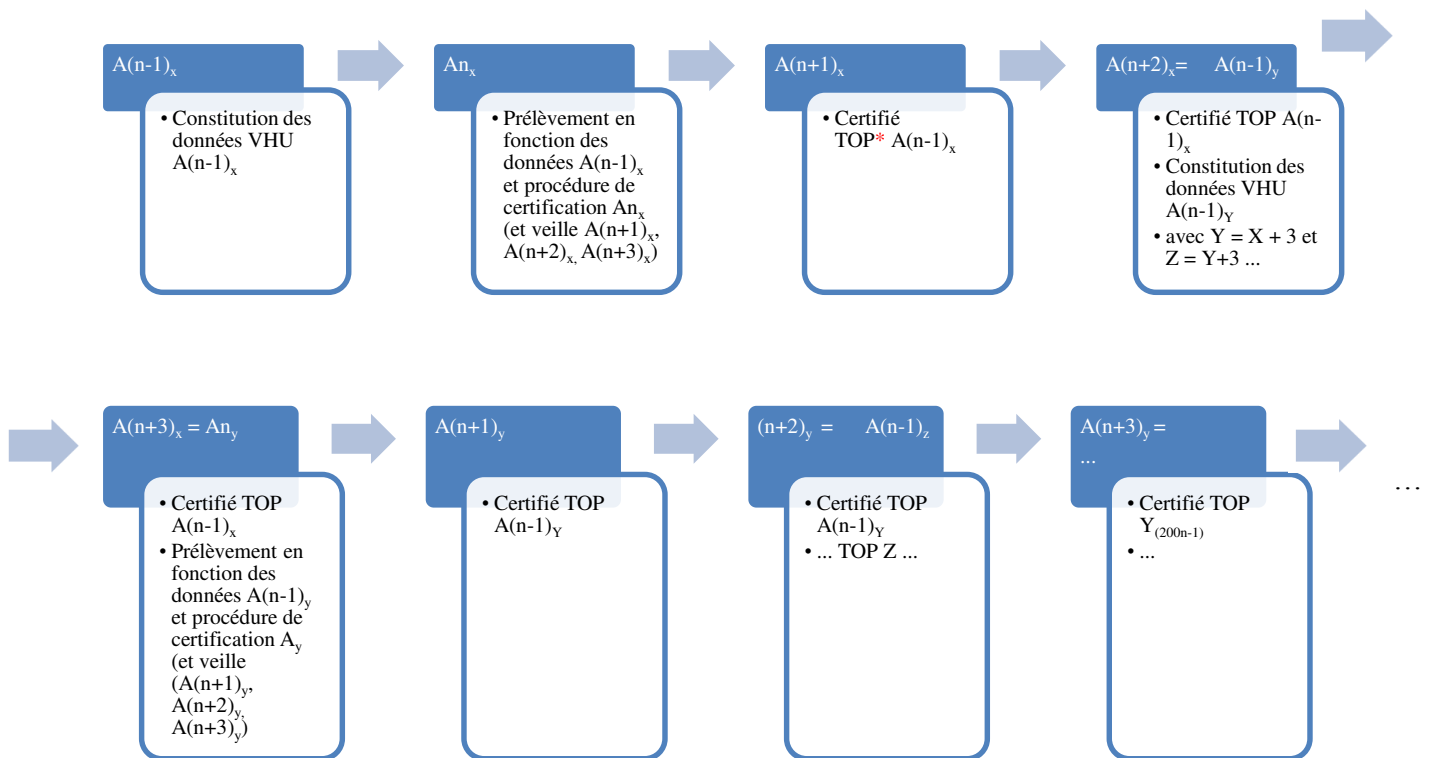 A(n-1)x
• Constitution des
données VHU
A(n-1)x
Anx
• Prélèvement en
fonction des
données A(n-1)x
et procédure de
certification Anx
(et veille A(n+1)x,
A(n+2)x, A(n+3)x)
A(n+1)x
• Certifié
TOP* A(n-1)x
A(n+2)x= A(n-1)y
• Certifié TOP A(n-
1)x
• Constitution des
données VHU
A(n-1)Y
• avec Y = X + 3 et
Z = Y+3 ...
A(n+3)x = Any
• Certifié TOP
A(n-1)x
• Prélèvement en
fonction des
données A(n-1)y
et procédure de
certification Ay
(et veille
(A(n+1)y,
A(n+2)y,
A(n+3)y)
A(n+1)y
• Certifié TOP
A(n-1)Y
(n+2)y = A(n-1)z
• Certifié TOP
A(n-1)Y
• ... TOP Z ...
A(n+3)y =
...
• Certifié TOP
Y(200n-1)
• ...
...